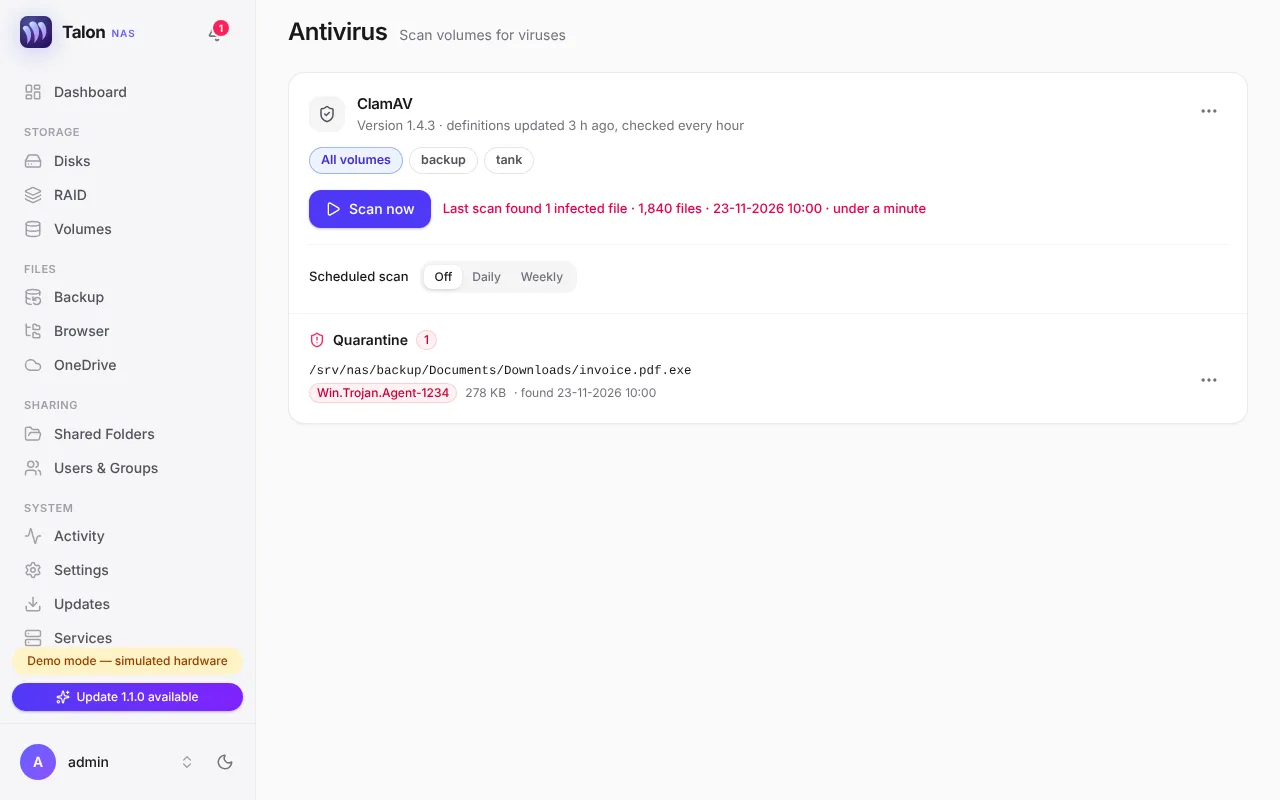 Talon NAS
1
Dashboard
STORAGE
Disks
RAID
Volumes
FILES
Backup
Browser
OneDrive
SHARING
Shared Folders
Users & Groups
SYSTEM
Activity
Settings
Updates
Services
Demo mode — simulated hardware
Update 1.1.0 available
A admin
Antivirus Scan volumes for viruses
ClamAV
Version 1.4.3 · definitions updated 3 h ago, checked every hour
All volumes backup tank
Scan now Last scan found 1 infected file · 1,840 files · 23-11-2026 10:00 · under a minute
Scheduled scan Off Daily Weekly
Quarantine 1
/srv/nas/backup/Documents/Downloads/invoice.pdf.exe
Win.Trojan.Agent-1234 278 KB · found 23-11-2026 10:00